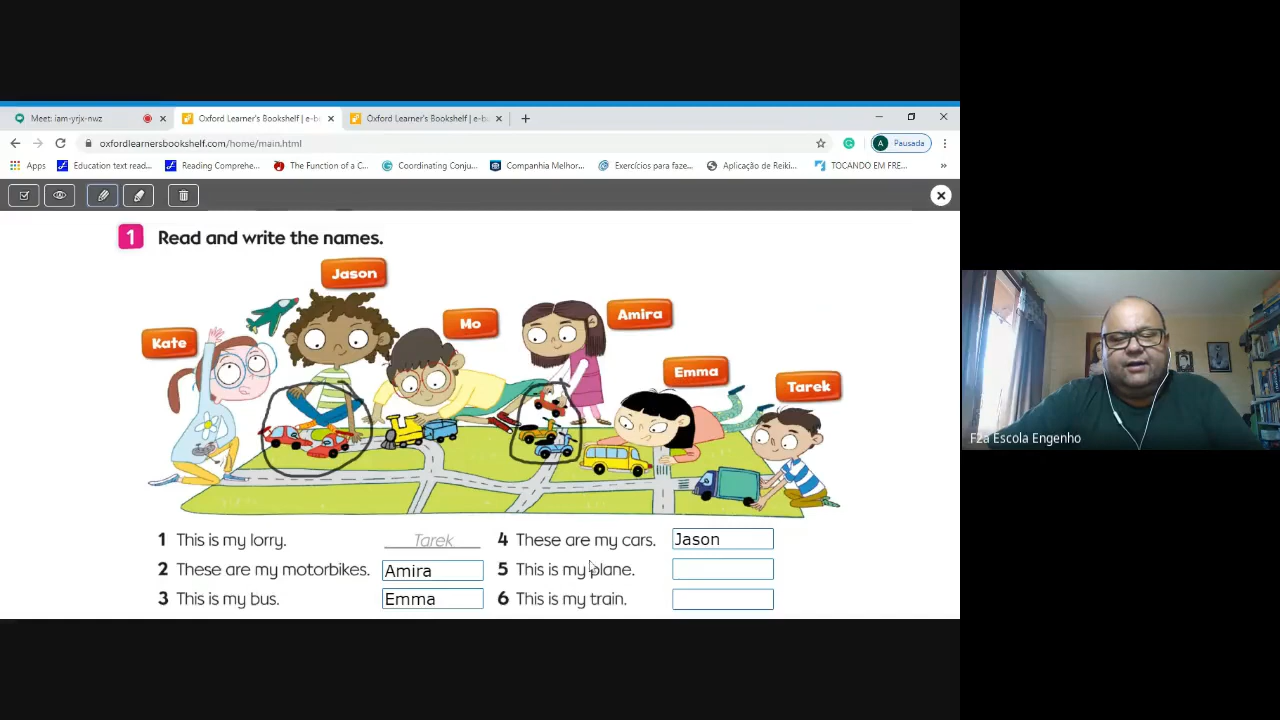 Meet: iam-yrjx-nwz
Oxford Learner's Bookshelf | e-b
Oxford Learner's Bookshelf | e-b
oxfordlearnersbookshelf.com/home/main.html
A Pausada
Apps
Education text read...
Reading Comprehe...
The Function of a C...
Coordinating Conju...
Companhia Melhor...
Exercícios para faze...
Aplicação de Reiki...
TOCANDO EM FRE...
1 Read and write the names.
Jason
Mo
Amira
Kate
Emma
Tarek
1 This is my lorry. Tarek
2 These are my motorbikes. Amira
3 This is my bus. Emma
4 These are my cars. Jason
5 This is my plane.
6 This is my train.
F2a Escola Engenho